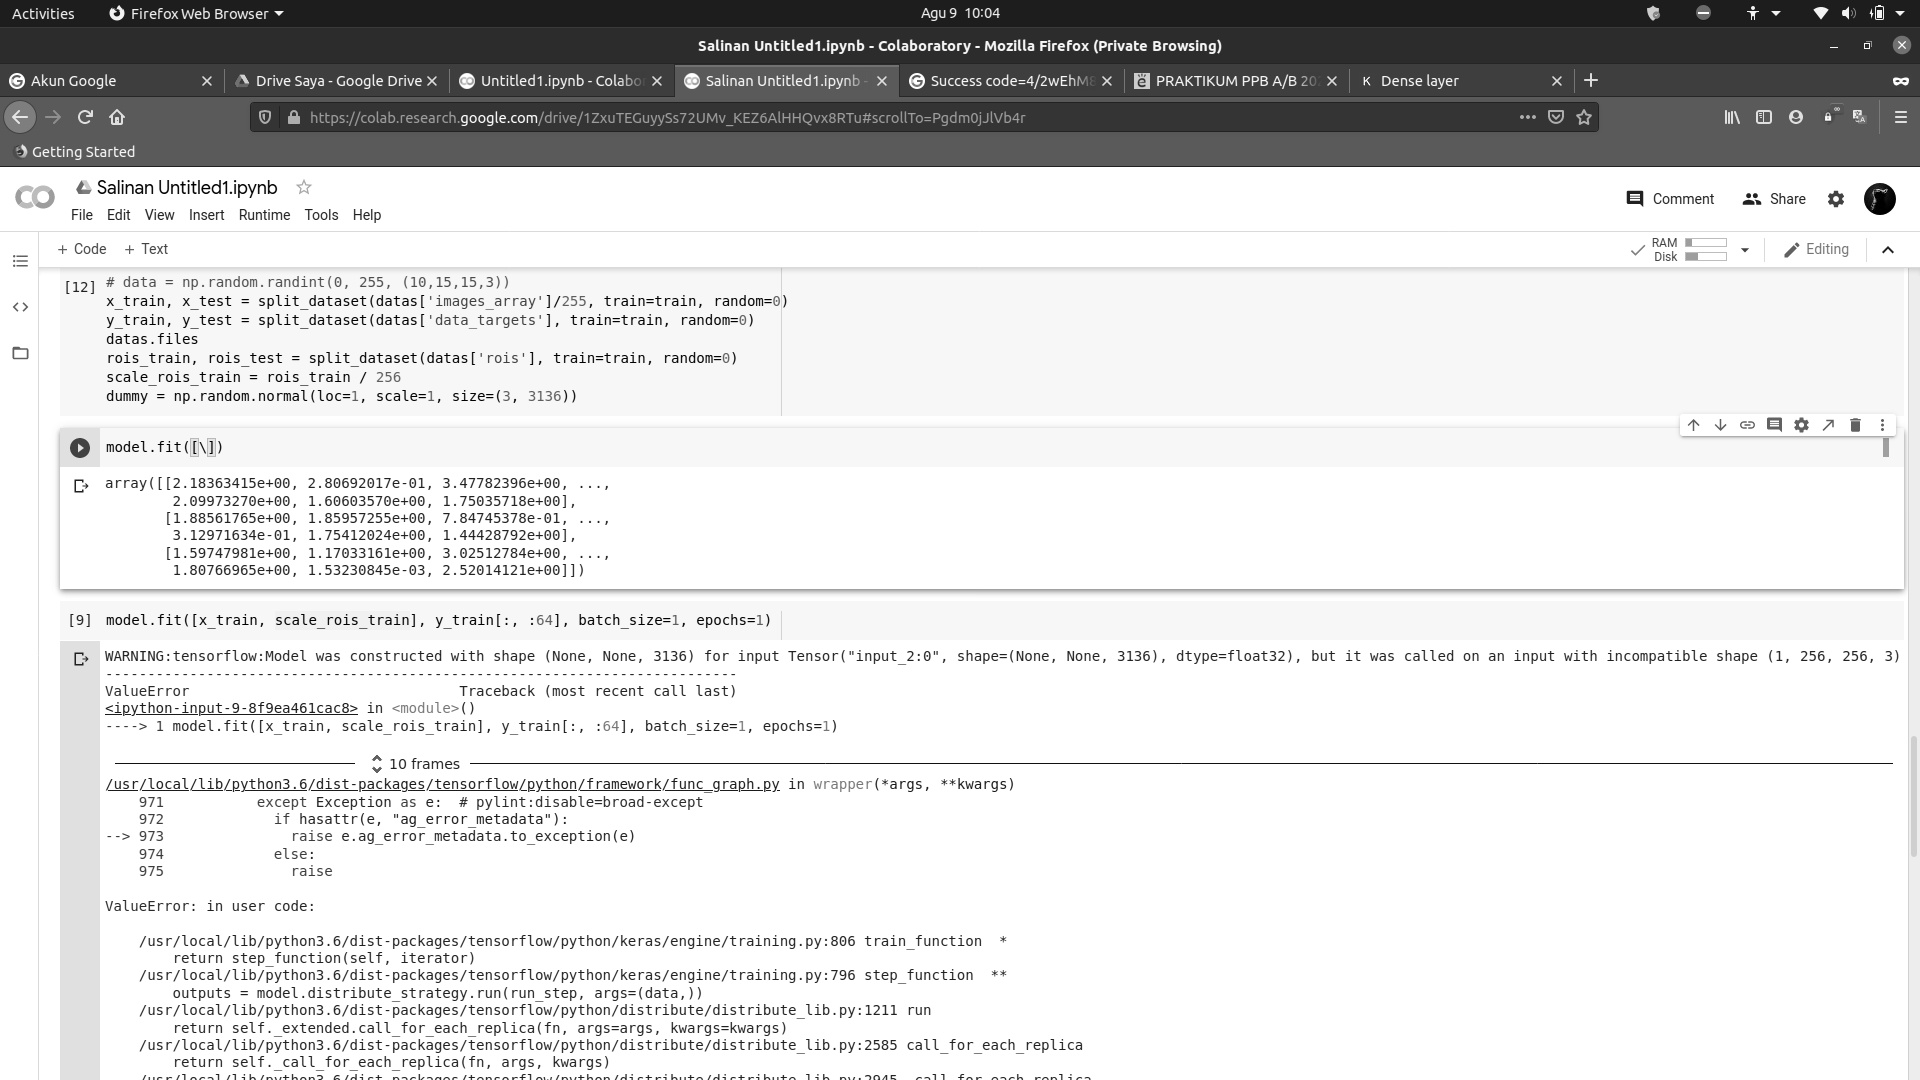 Activities
Firefox Web Browser
Agu 9 10:04
Salinan Untitled1.ipynb - Colaboratory - Mozilla Firefox (Private Browsing)
Akun Google
Drive Saya - Google Drive
Untitled1.ipynb - Colabo
Salinan Untitled1.ipynb -
Success code=4/2wEhM8
PRAKTIKUM PPB A/B 20
Dense layer
https://colab.research.google.com/drive/1ZxuTEGuyySs72UMv_KEZ6AlHHQvx8RTu#scrollTo=Pgdm0jJlVb4r
Getting Started
Salinan Untitled1.ipynb
File Edit View Insert Runtime Tools Help
Comment
Share
+ Code + Text
RAM
Disk
Editing
[12] # data = np.random.randint(0, 255, (10,15,15,3))
x_train, x_test = split_dataset(datas['images_array']/255, train=train, random=0)
y_train, y_test = split_dataset(datas['data_targets'], train=train, random=0)
datas.files
rois_train, rois_test = split_dataset(datas['rois'], train=train, random=0)
scale_rois_train = rois_train / 256
dummy = np.random.normal(loc=1, scale=1, size=(3, 3136))
model.fit([\])
array([[2.18363415e+00, 2.80692017e-01, 3.47782396e+00, ...,
2.09973270e+00, 1.60603570e+00, 1.75035718e+00],
[1.88561765e+00, 1.85957255e+00, 7.84745378e-01, ...,
3.12971634e-01, 1.75412024e+00, 1.44428792e+00],
[1.59747981e+00, 1.17033161e+00, 3.02512784e+00, ...,
1.80766965e+00, 1.53230845e-03, 2.52014121e+00]])
[9] model.fit([x_train, scale_rois_train], y_train[:, :64], batch_size=1, epochs=1)
WARNING:tensorflow:Model was constructed with shape (None, None, 3136) for input Tensor("input_2:0", shape=(None, None, 3136), dtype=float32), but it was called on an input with incompatible shape (1, 256, 256, 3)
---------------------------------------------------------------------------
ValueError Traceback (most recent call last)
<ipython-input-9-8f9ea461cac8> in <module>()
----> 1 model.fit([x_train, scale_rois_train], y_train[:, :64], batch_size=1, epochs=1)
10 frames
/usr/local/lib/python3.6/dist-packages/tensorflow/python/framework/func_graph.py in wrapper(*args, **kwargs)
971 except Exception as e: # pylint:disable=broad-except
972 if hasattr(e, "ag_error_metadata"):
--> 973 raise e.ag_error_metadata.to_exception(e)
974 else:
975 raise
ValueError: in user code:
/usr/local/lib/python3.6/dist-packages/tensorflow/python/keras/engine/training.py:806 train_function *
return step_function(self, iterator)
/usr/local/lib/python3.6/dist-packages/tensorflow/python/keras/engine/training.py:796 step_function **
outputs = model.distribute_strategy.run(run_step, args=(data,))
/usr/local/lib/python3.6/dist-packages/tensorflow/python/distribute/distribute_lib.py:1211 run
return self._extended.call_for_each_replica(fn, args=args, kwargs=kwargs)
/usr/local/lib/python3.6/dist-packages/tensorflow/python/distribute/distribute_lib.py:2585 call_for_each_replica
return self._call_for_each_replica(fn, args, kwargs)
/usr/local/lib/python3.6/dist-packages/tensorflow/python/distribute/distribute_lib.py:2945 _call_for_each_replica